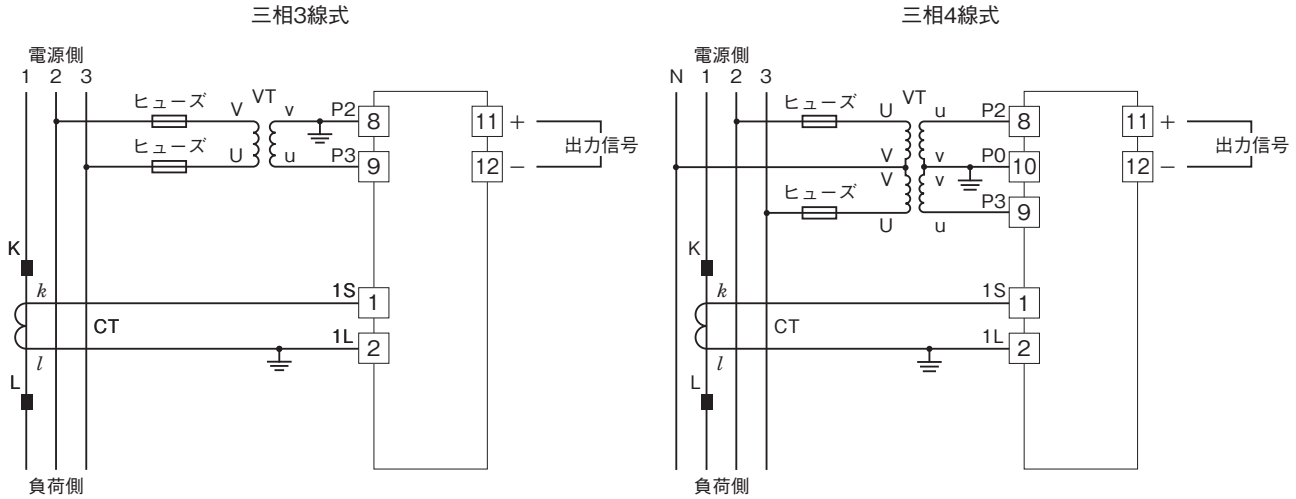 三相3線式
電源側
1 2 3
ヒューズ V VT v P2 8 11 +
ヒューズ U u P3 9 12 −
出力信号
K
k 1S 1
CT
l 1L 2
L
負荷側
三相4線式
電源側
N 1 2 3
ヒューズ U VT u P2 8 11 +
V v P0 10 12 −
出力信号
V v
ヒューズ U u P3 9
K
k 1S 1
CT
l 1L 2
L
負荷側